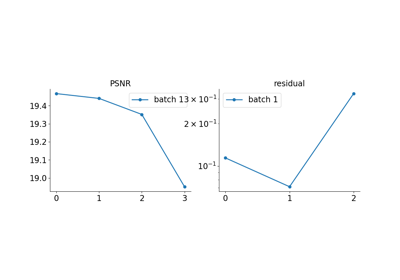 PSNR
batch 1
19.4
19.3
19.2
19.1
19.0
0 1 2 3
residual
batch 1
3 × 10⁻¹
2 × 10⁻¹
10⁻¹
0 1 2